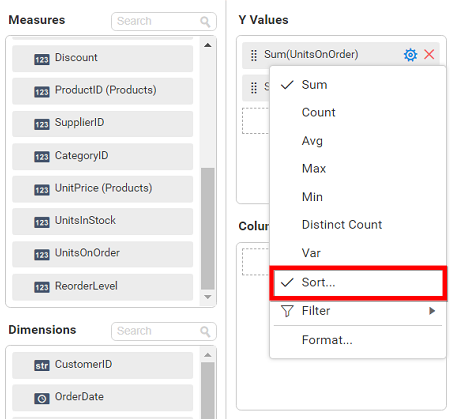 Measures
Search
123 Discount
123 ProductID (Products)
123 SupplierID
123 CategoryID
123 UnitPrice (Products)
123 UnitsInStock
123 UnitsOnOrder
123 ReorderLevel
Dimensions
Search
str CustomerID
OrderDate
Y Values
Sum(UnitsOnOrder)
S
Sum
Count
Avg
Max
Min
Distinct Count
Var
Colu
Sort...
Filter
Format...